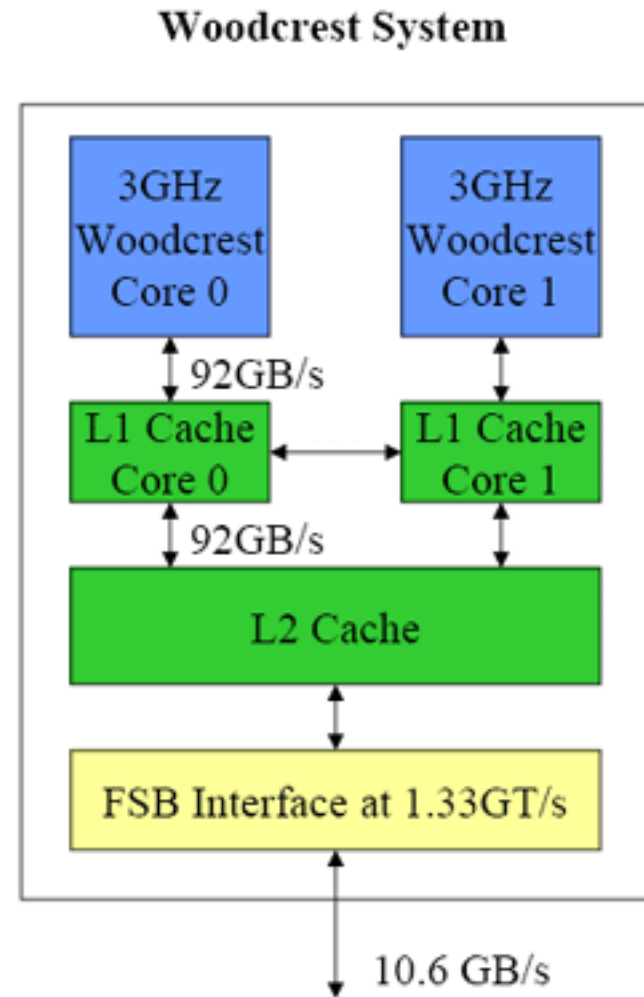 Woodcrest System
3GHz
Woodcrest
Core 0
3GHz
Woodcrest
Core 1
92GB/s
L1 Cache
Core 0
L1 Cache
Core 1
92GB/s
L2 Cache
FSB Interface at 1.33GT/s
10.6 GB/s